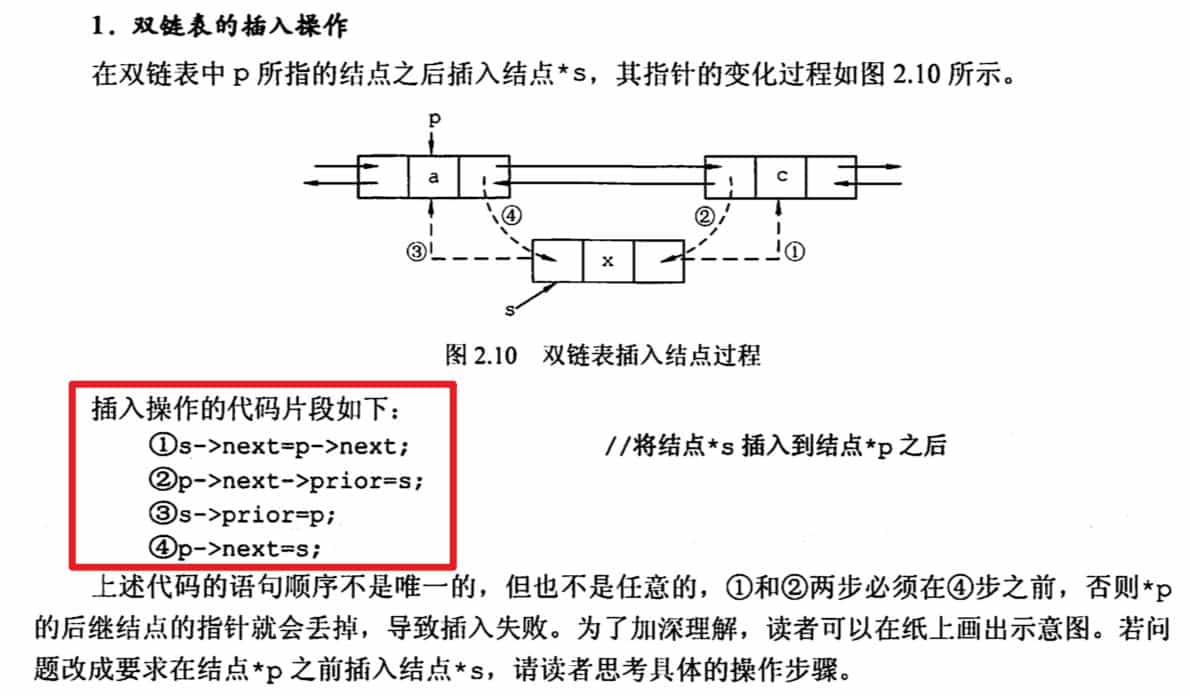 1．双链表的插入操作
在双链表中 p 所指的结点之后插入结点*s，其指针的变化过程如图 2.10 所示。
p
a
c
④
②
③
x
①
s
图 2.10 双链表插入结点过程
插入操作的代码片段如下：
①s->next=p->next; //将结点*s 插入到结点*p 之后
②p->next->prior=s;
③s->prior=p;
④p->next=s;
上述代码的语句顺序不是唯一的，但也不是任意的，①和②两步必须在④步之前，否则*p
的后继结点的指针就会丢掉，导致插入失败。为了加深理解，读者可以在纸上画出示意图。若问
题改成要求在结点*p 之前插入结点*s，请读者思考具体的操作步骤。